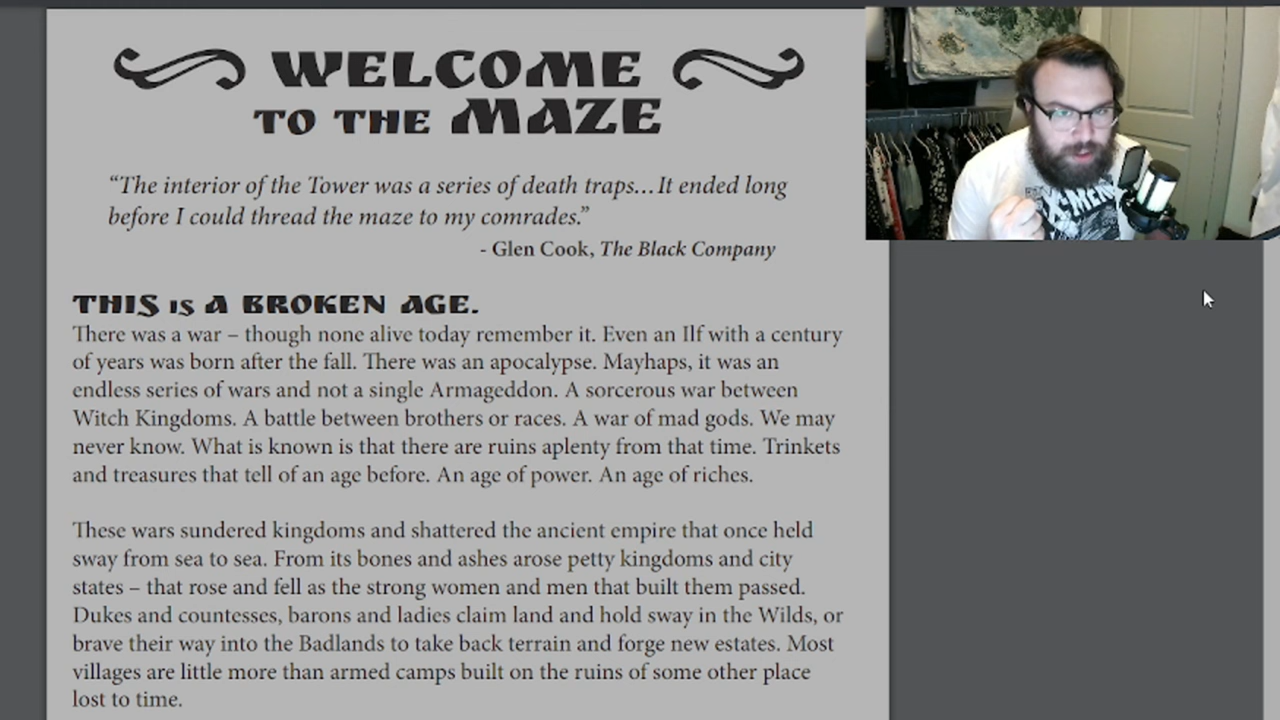 WELCOME
TO THE MAZE
“The interior of the Tower was a series of death traps…It ended long
before I could thread the maze to my comrades.”
- Glen Cook, The Black Company
THIS is A BROKEN AGE.
There was a war – though none alive today remember it. Even an Ilf with a century
of years was born after the fall. There was an apocalypse. Mayhaps, it was an
endless series of wars and not a single Armageddon. A sorcerous war between
Witch Kingdoms. A battle between brothers or races. A war of mad gods. We may
never know. What is known is that there are ruins aplenty from that time. Trinkets
and treasures that tell of an age before. An age of power. An age of riches.
These wars sundered kingdoms and shattered the ancient empire that once held
sway from sea to sea. From its bones and ashes arose petty kingdoms and city
states – that rose and fell as the strong women and men that built them passed.
Dukes and countesses, barons and ladies claim land and hold sway in the Wilds, or
brave their way into the Badlands to take back terrain and forge new estates. Most
villages are little more than armed camps built on the ruins of some other place
lost to time.
X-MEN